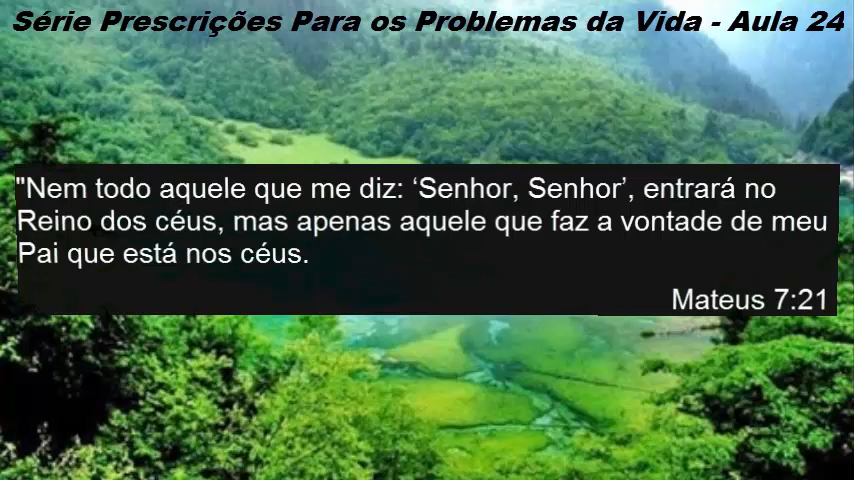 Série Prescrições Para os Problemas da Vida - Aula 24
"Nem todo aquele que me diz: ‘Senhor, Senhor’, entrará no
Reino dos céus, mas apenas aquele que faz a vontade de meu
Pai que está nos céus.
Mateus 7:21